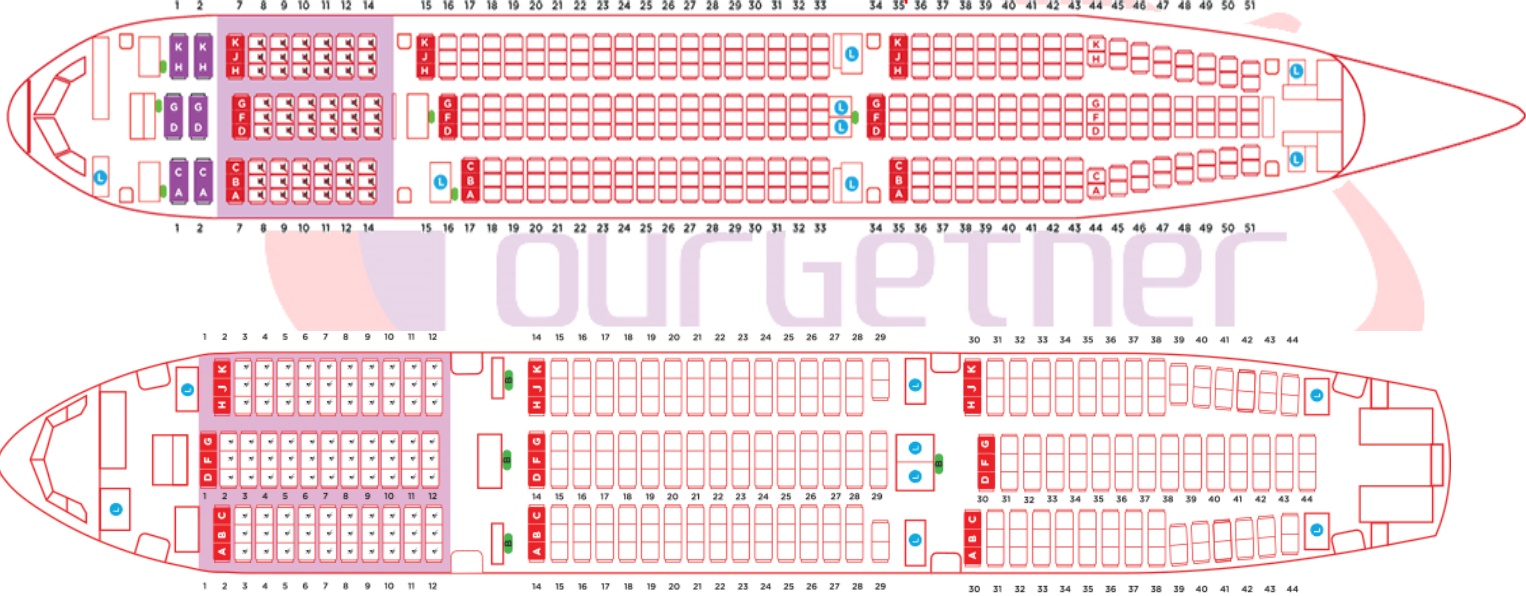 1 2 7 8 9 10 11 12 14 15 16 17 18 19 20 21 22 23 24 25 26 27 28 29 30 31 32 33 34 35 36 37 38 39 40 41 42 43 44 45 46 47 48 49 50 51
K K K K K K
J J L J
H H H H H H L
G G G G G G L
F F F F
D D D D D D L
C C C C C C L
L B L B L B
A A A A A A
1 2 7 8 9 10 11 12 14 15 16 17 18 19 20 21 22 23 24 25 26 27 28 29 30 31 32 33 34 35 36 37 38 39 40 41 42 43 44 45 46 47 48 49 50 51
ourGether
1 2 3 4 5 6 7 8 9 10 11 12 14 15 16 17 18 19 20 21 22 23 24 25 26 27 28 29 30 31 32 33 34 35 36 37 38 39 40 41 42 43 44
L H J K B H J K L H J K L
D F G B D F G L L B D F G
1 2 3 4 5 6 7 8 9 10 11 12 14 15 16 17 18 19 20 21 22 23 24 25 26 27 28 29 30 31 32 33 34 35 36 37 38 39 40 41 42 43 44
L A B C B A B C L A B C L
1 2 3 4 5 6 7 8 9 10 11 12 14 15 16 17 18 19 20 21 22 23 24 25 26 27 28 29 30 31 32 33 34 35 36 37 38 39 40 41 42 43 44